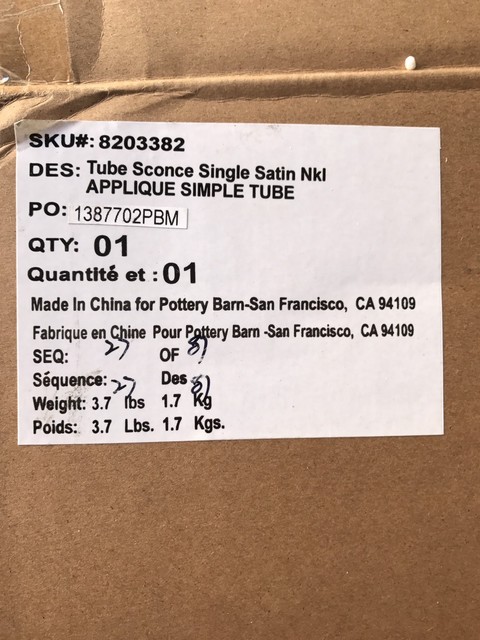 SKU#: 8203382
DES: Tube Sconce Single Satin Nkl
APPLIQUE SIMPLE TUBE
PO: 1387702PBM
QTY: 01
Quantité et : 01
Made In China for Pottery Barn-San Francisco, CA 94109
Fabrique en Chine Pour Pottery Barn -San Francisco, CA 94109
SEQ: 27 OF 81
Séquence: 27 Des 81
Weight: 3.7 lbs 1.7 Kg
Poids: 3.7 Lbs. 1.7 Kgs.